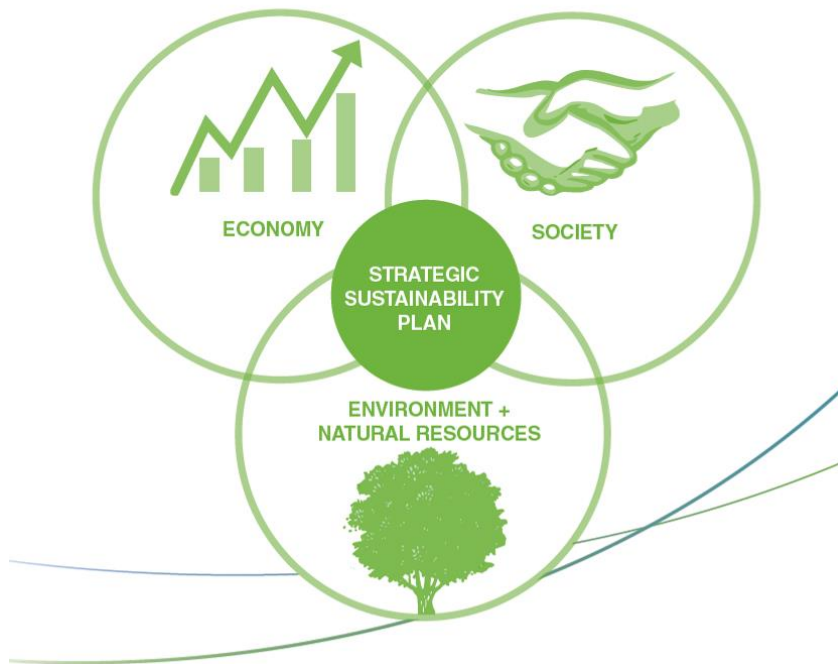 ECONOMY
SOCIETY
STRATEGIC
SUSTAINABILITY
PLAN
ENVIRONMENT +
NATURAL RESOURCES